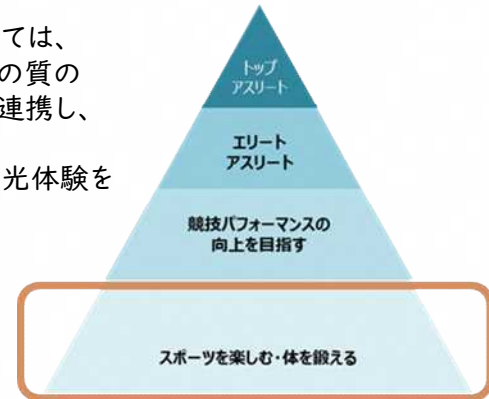 ては、
の質の
連携し、
光体験を
トップ
アスリート
エリート
アスリート
競技パフォーマンスの
向上を目指す
スポーツを楽しむ・体を鍛える